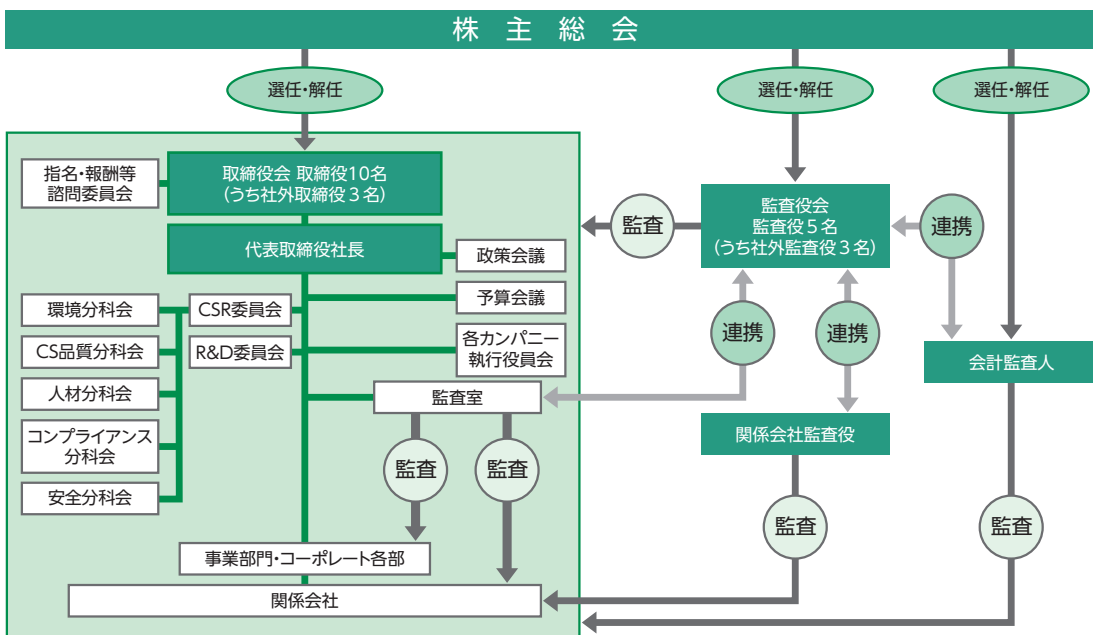 株主総会
選任・解任
選任・解任
選任・解任
指名・報酬等
諮問委員会
取締役会 取締役10名
(うち社外取締役3名)
監査
監査役会
監査役5名
(うち社外監査役3名)
連携
代表取締役社長
政策会議
環境分科会
CSR委員会
予算会議
CS品質分科会
R&D委員会
各カンパニー
執行役員会
連携
連携
会計監査人
人材分科会
監査室
コンプライアンス
分科会
関係会社監査役
監査
監査
安全分科会
監査
監査
事業部門・コーポレート各部
関係会社